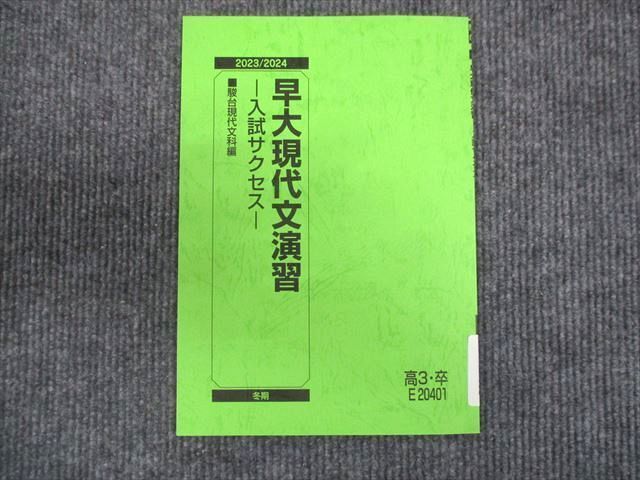 2023/2024
早大現代文演習
―入試サクセス―
■駿台現代文科編
冬期
高3・卒
E 20401